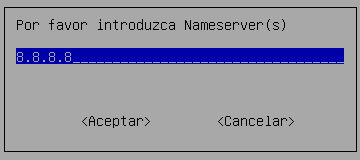 Por favor introduzca Nameserver(s)
8.8.8.8
<Aceptar> <Cancelar>